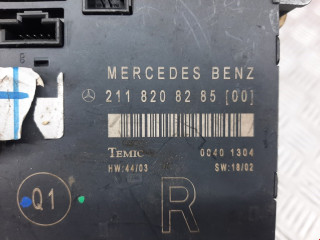 MERCEDES BENZ
211 820 82 85 [00]
TEMIC 0040 1304
HW:44/03 SW:18/02
Q1 R